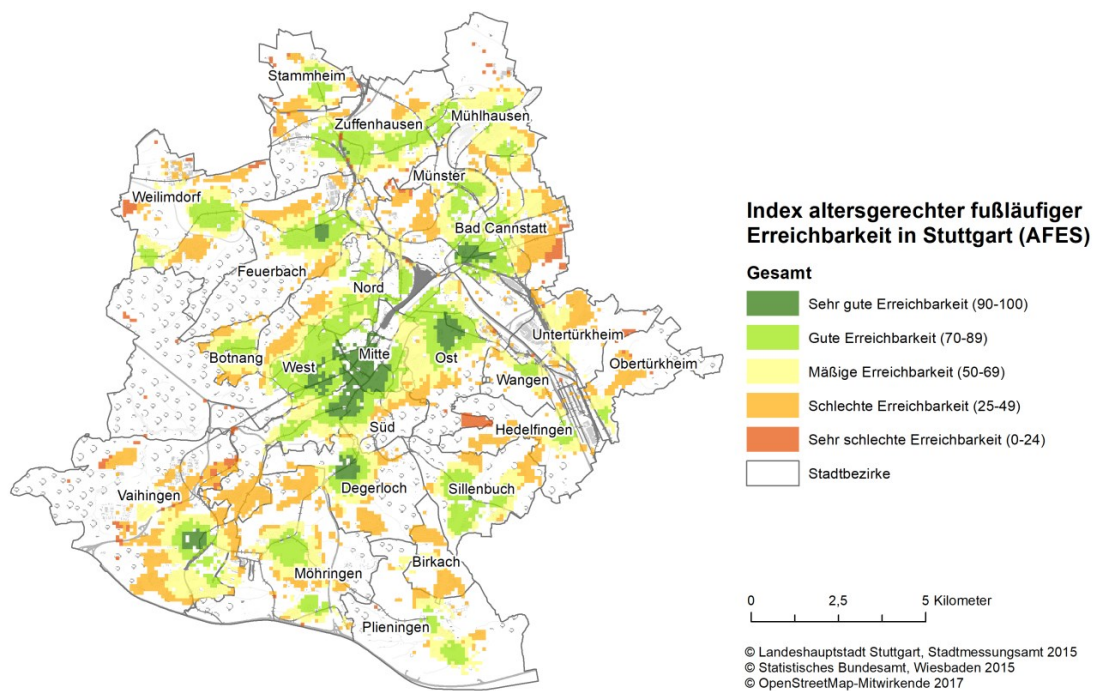 Stammheim
Zuffenhausen
Mühlhausen
Münster
Weilimdorf
Bad Cannstatt
Feuerbach
Nord
Untertürkheim
Botnang
West
Mitte
Ost
Obertürkheim
Wangen
Süd
Hedelfingen
Degerloch
Sillenbuch
Vaihingen
Birkach
Möhringen
Plieningen
Index altersgerechter fußläufiger
Erreichbarkeit in Stuttgart (AFES)
Gesamt
Sehr gute Erreichbarkeit (90-100)
Gute Erreichbarkeit (70-89)
Mäßige Erreichbarkeit (50-69)
Schlechte Erreichbarkeit (25-49)
Sehr schlechte Erreichbarkeit (0-24)
Stadtbezirke
0 2,5 5 Kilometer
© Landeshauptstadt Stuttgart, Stadtmessungsamt 2015
© Statistisches Bundesamt, Wiesbaden 2015
© OpenStreetMap-Mitwirkende 2017